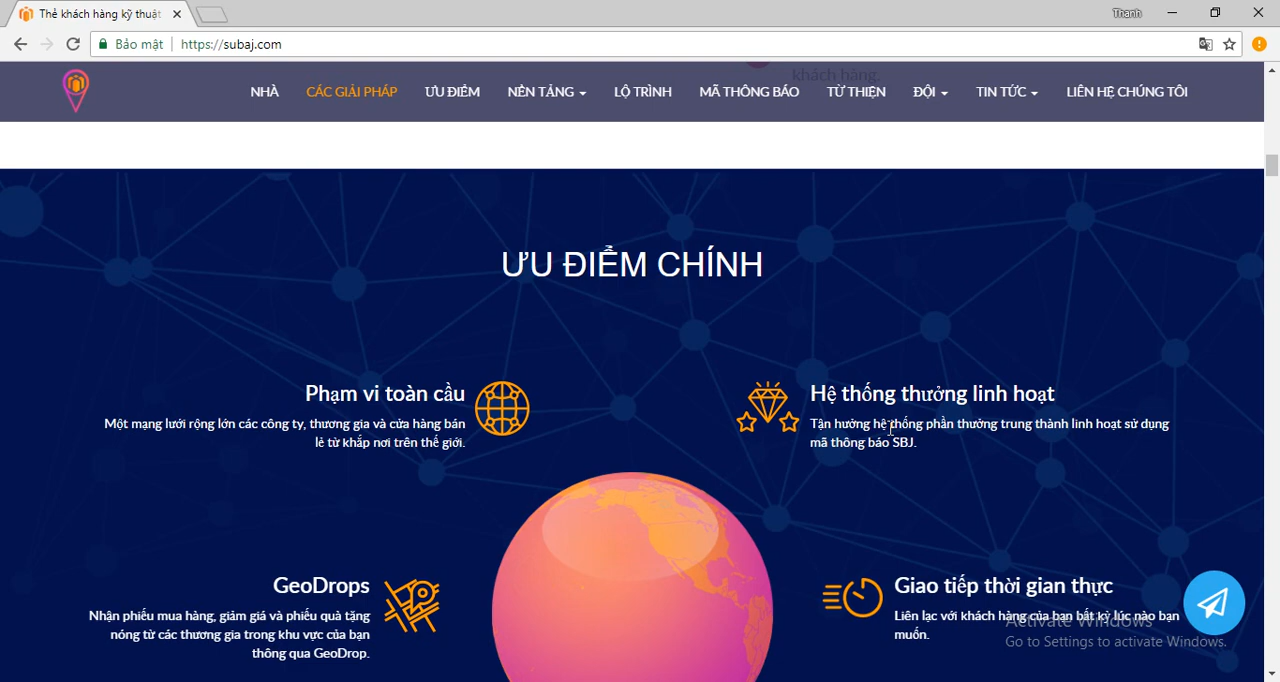 Thẻ khách hàng kỹ thuật
Thanh
Bảo mật
https://subaj.com
khách hàng.
NHÀ
CÁC GIẢI PHÁP
ƯU ĐIỂM
NỀN TẢNG
LỘ TRÌNH
MÃ THÔNG BÁO
TỪ THIỆN
ĐỘI
TIN TỨC
LIÊN HỆ CHÚNG TÔI
ƯU ĐIỂM CHÍNH
Phạm vi toàn cầu
Một mạng lưới rộng lớn các công ty, thương gia và cửa hàng bán
lẻ từ khắp nơi trên thế giới.
Hệ thống thưởng linh hoạt
Tận hưởng hệ thống phần thưởng trung thành linh hoạt sử dụng
mã thông báo SBJ.
GeoDrops
Nhận phiếu mua hàng, giảm giá và phiếu quà tặng
nóng từ các thương gia trong khu vực của bạn
thông qua GeoDrop.
Giao tiếp thời gian thực
Liên lạc với khách hàng của bạn bất kỳ lúc nào bạn
muốn.
Activate Windows
Go to Settings to activate Windows.